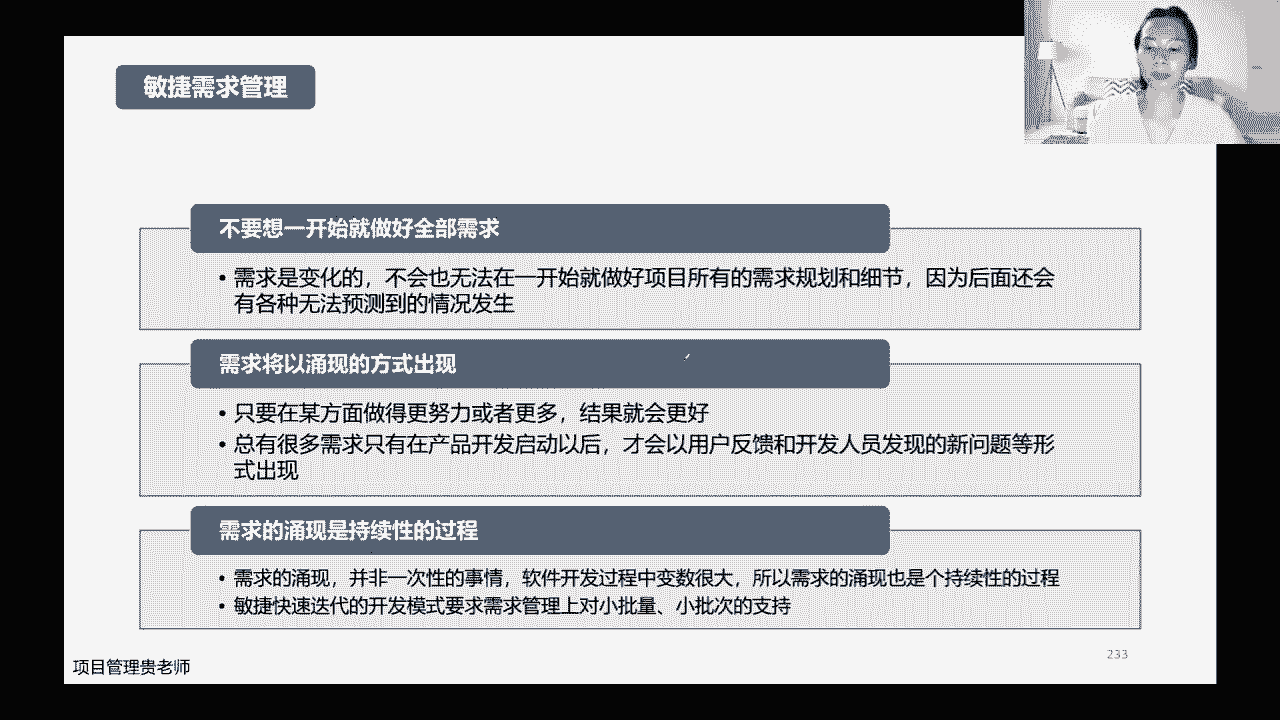 敏捷需求管理
不要想一开始就做好全部需求
• 需求是变化的，不会也无法在一开始就做好项目所有的需求规划和细节，因为后面还会
有各种无法预测到的情况发生
需求将以涌现的方式出现
• 只要在某方面做得更努力或者更多，结果就会更好
• 总有很多需求只有在产品开发启动以后，才会以用户反馈和开发人员发现的新问题等形
式出现
需求的涌现是持续性的过程
• 需求的涌现，并非一次性的事情，软件开发过程中变数很大，所以需求的涌现也是个持续性的过程
• 敏捷快速迭代的开发模式要求需求管理上对小批量、小批次的支持
233
项目管理贵老师